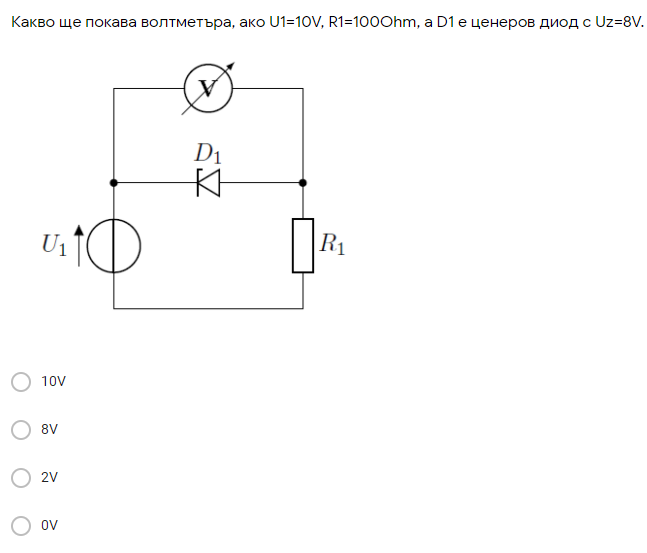 Какво ще покава волтметъра, ако U1=10V, R1=100Ohm, а D1 е ценеров диод с Uz=8V.
V
D₁
U₁
R₁
10V
8V
2V
0V